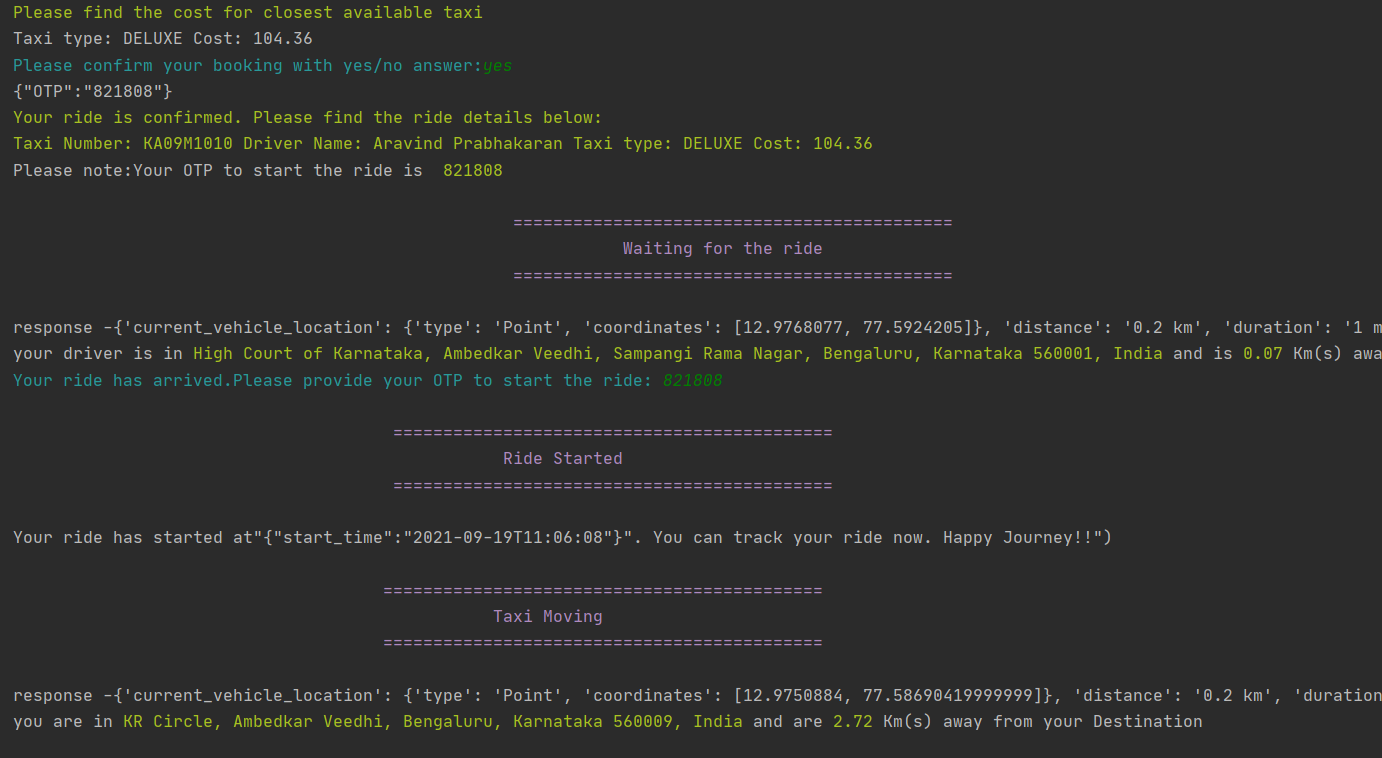 Please find the cost for closest available taxi
Taxi type: DELUXE Cost: 104.36
Please confirm your booking with yes/no answer:yes
{"OTP":"821808"}
Your ride is confirmed. Please find the ride details below:
Taxi Number: KA09M1010 Driver Name: Aravind Prabhakaran Taxi type: DELUXE Cost: 104.36
Please note:Your OTP to start the ride is  821808
============================================
Waiting for the ride
============================================
response -{'current_vehicle_location': {'type': 'Point', 'coordinates': [12.9768077, 77.5924205]}, 'distance': '0.2 km', 'duration': '1 m
your driver is in High Court of Karnataka, Ambedkar Veedhi, Sampangi Rama Nagar, Bengaluru, Karnataka 560001, India and is 0.07 Km(s) awa
Your ride has arrived.Please provide your OTP to start the ride: 821808
============================================
Ride Started
============================================
Your ride has started at"{"start_time":"2021-09-19T11:06:08"}". You can track your ride now. Happy Journey!!")
============================================
Taxi Moving
============================================
response -{'current_vehicle_location': {'type': 'Point', 'coordinates': [12.9750884, 77.58690419999999]}, 'distance': '0.2 km', 'duration
you are in KR Circle, Ambedkar Veedhi, Bengaluru, Karnataka 560009, India and are 2.72 Km(s) away from your Destination